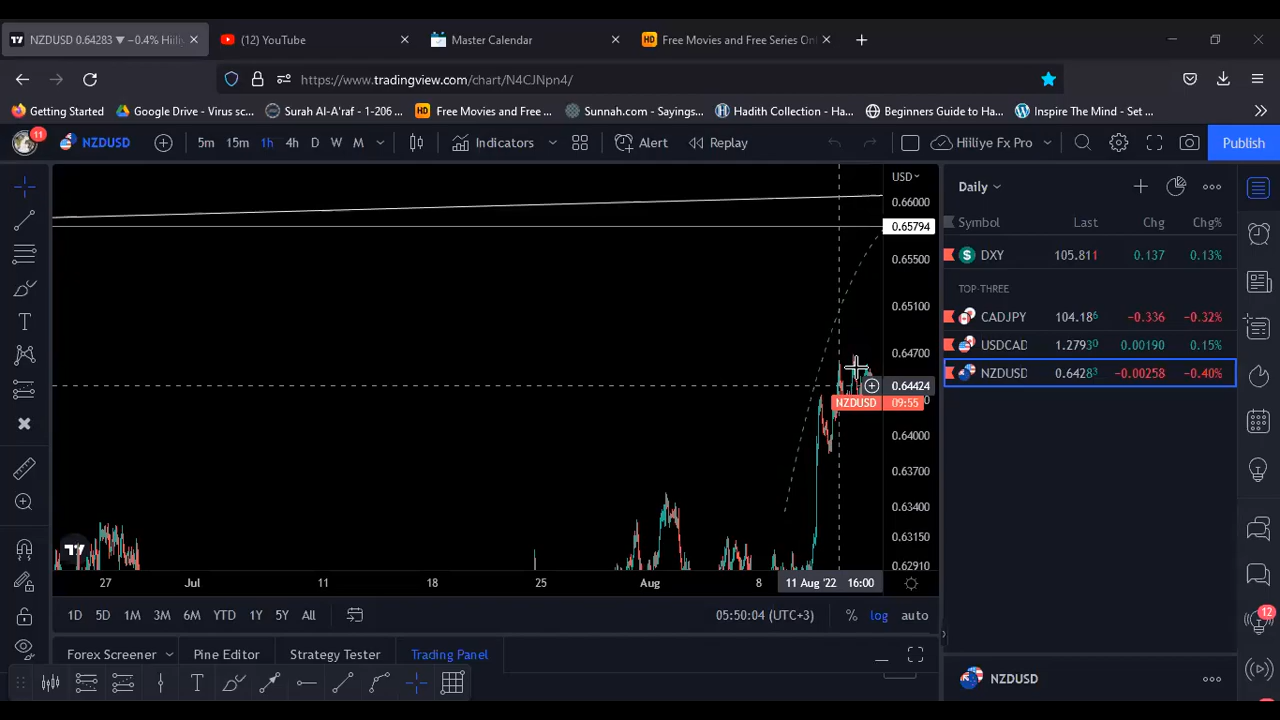 NZDUSD 0.64283 ▼ −0.4% Hiili
(12) YouTube
Master Calendar
Free Movies and Free Series On
https://www.tradingview.com/chart/N4CJNpn4/
Getting Started
Google Drive - Virus sc...
Surah Al-A'raf - 1-206 ...
HD Free Movies and Free ...
Sunnah.com - Sayings...
Hadith Collection - Ha...
Beginners Guide to Ha...
Inspire The Mind - Set ...
11
NZDUSD
5m 15m 1h 4h D W M
Indicators
Alert
Replay
Hiiliye Fx Pro
Publish
USD
0.66000
0.65794
0.65500
0.65100
0.64700
0.64424
NZDUSD 09:55
0.64000
0.63700
0.63400
0.63150
0.62910
27 Jul 11 18 25 Aug 8 11 Aug '22 16:00
1D 5D 1M 3M 6M YTD 1Y 5Y All
05:50:04 (UTC+3)
% log auto
Forex Screener
Pine Editor
Strategy Tester
Trading Panel
Daily
Symbol Last Chg Chg%
DXY 105.811 0.137 0.13%
TOP-THREE
CADJPY 104.186 −0.336 −0.32%
USDCAD 1.27930 0.00190 0.15%
NZDUSD 0.64283 −0.00258 −0.40%
NZDUSD
12